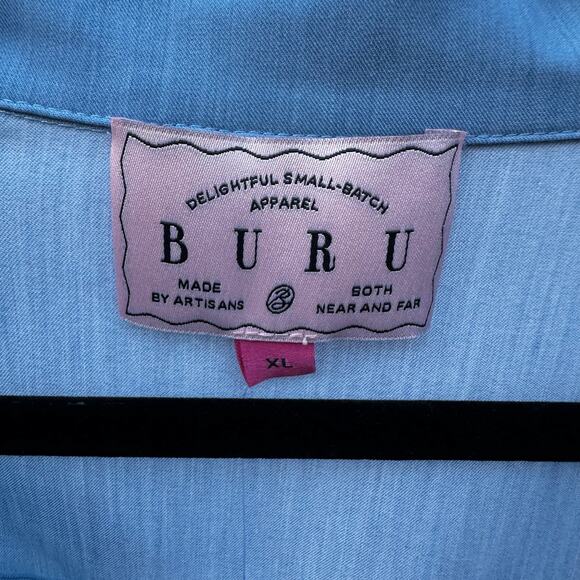 DELIGHTFUL SMALL-BATCH
APPAREL
BURU
MADE
BY ARTISANS
B
BOTH
NEAR AND FAR
XL